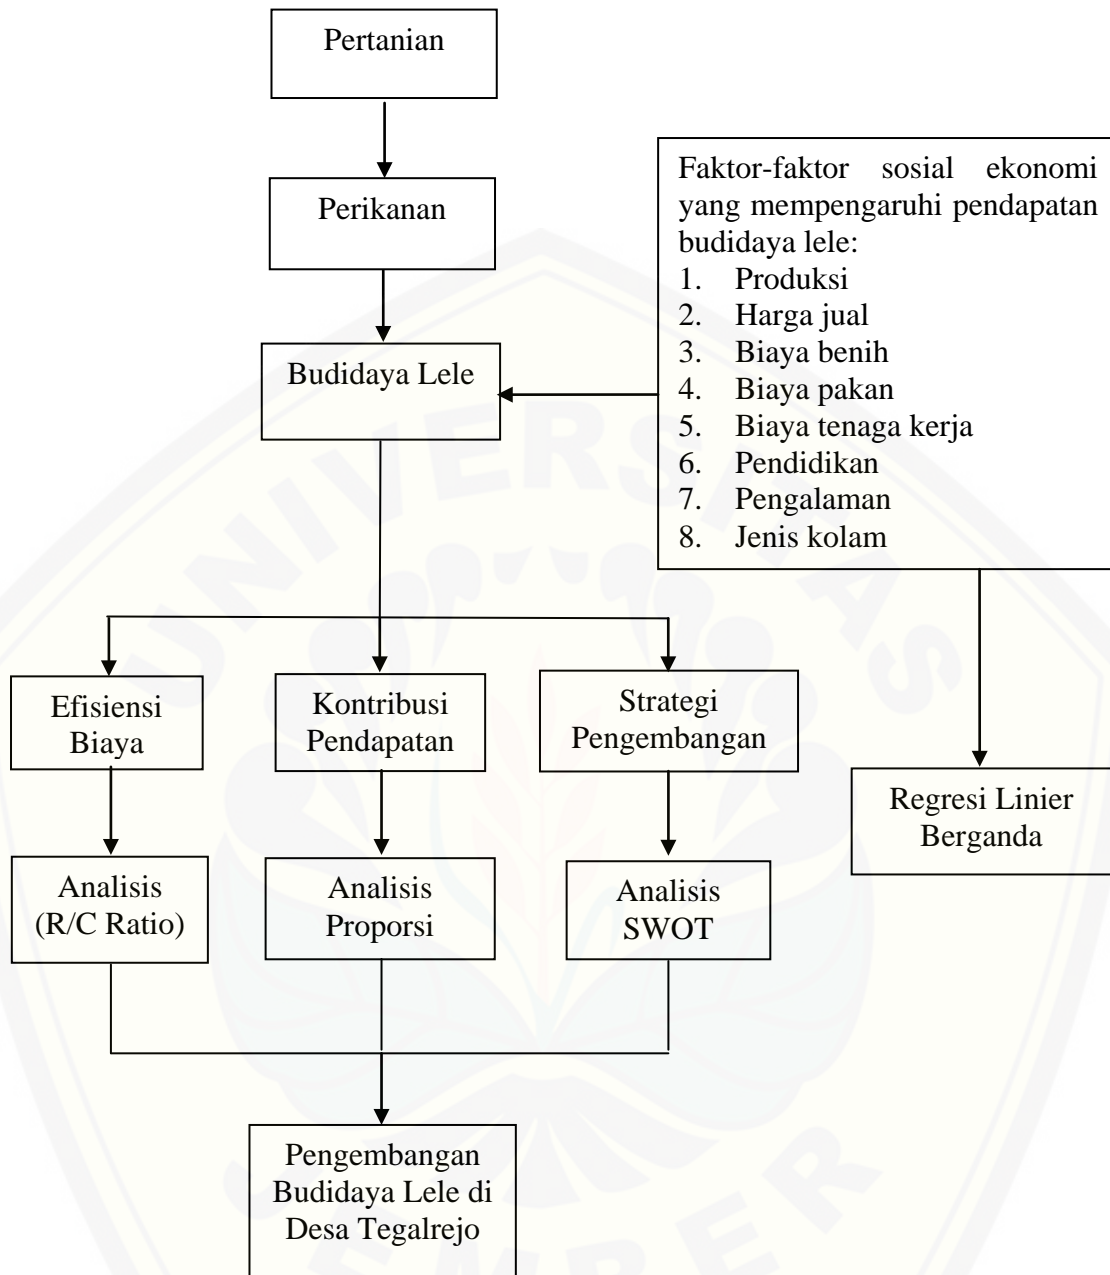 Pertanian
Perikanan
Faktor-faktor sosial ekonomi
yang mempengaruhi pendapatan
budidaya lele:
1. Produksi
2. Harga jual
3. Biaya benih
4. Biaya pakan
5. Biaya tenaga kerja
6. Pendidikan
7. Pengalaman
8. Jenis kolam
Budidaya Lele
Efisiensi
Biaya
Kontribusi
Pendapatan
Strategi
Pengembangan
Regresi Linier
Berganda
Analisis
(R/C Ratio)
Analisis
Proporsi
Analisis
SWOT
Pengembangan
Budidaya Lele di
Desa Tegalrejo
UNIVERSITAS
JEMBER